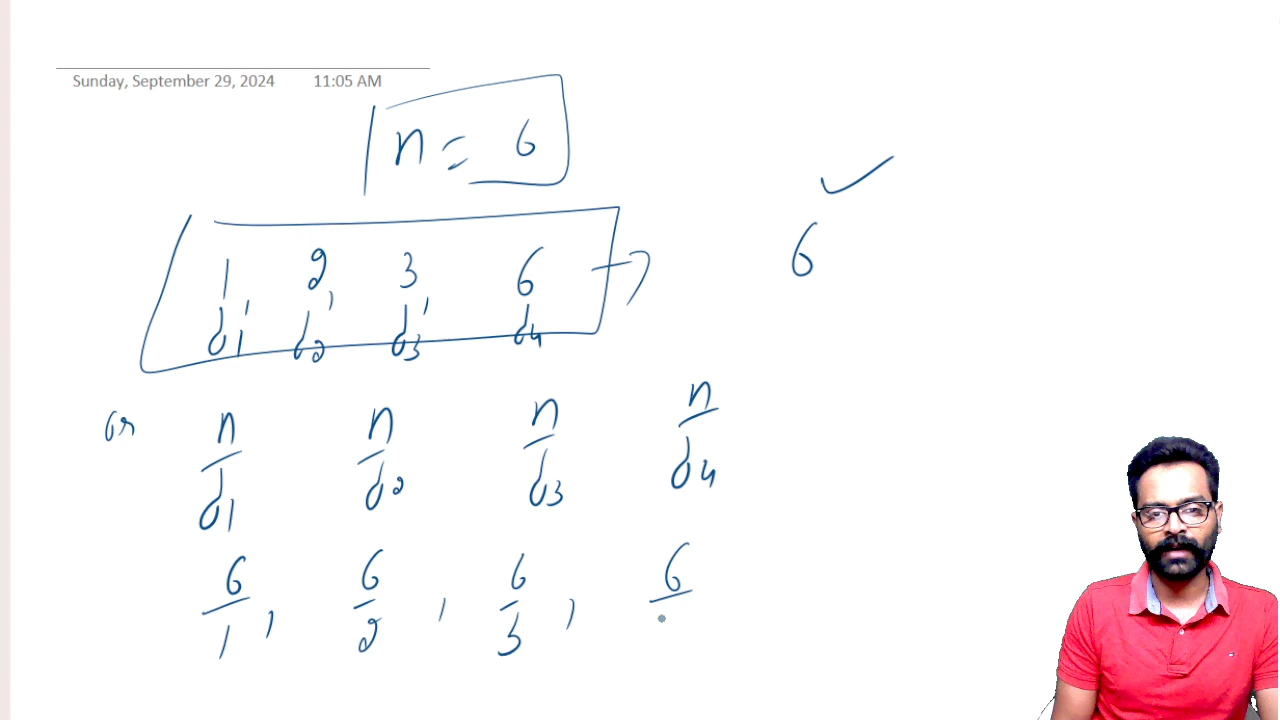 Sunday, September 29, 2024 11:05 AM
n = 6
1 2, 3 6 → 6 ✓
d1, d2, d3, d4
or n/d1 n/d2 n/d3 n/d4
6/1, 6/2, 6/3, 6/